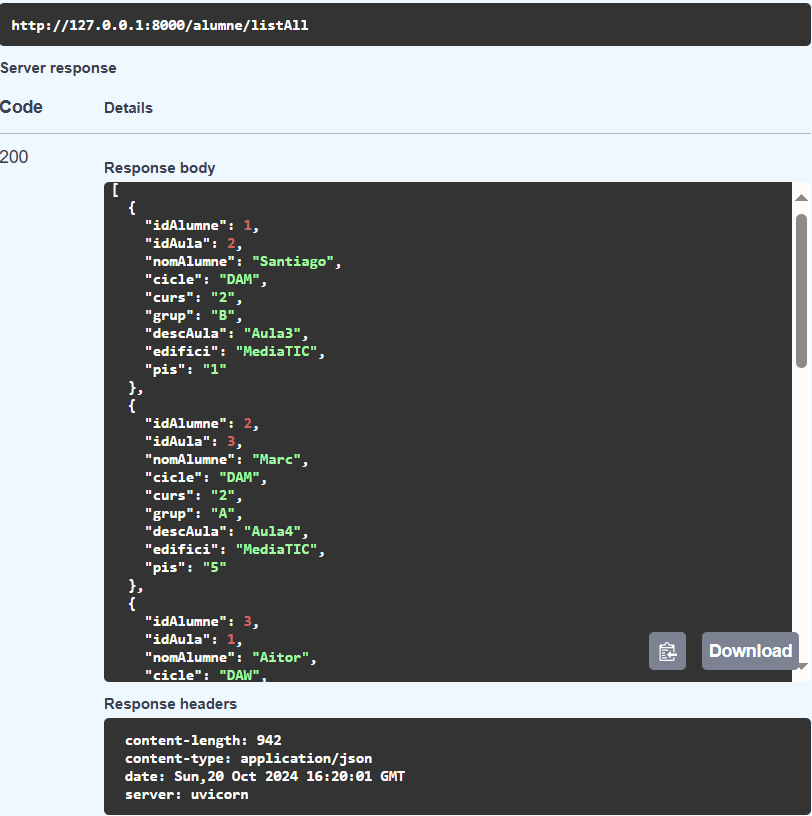 http://127.0.0.1:8000/alumne/listAll
Server response
Code Details
200
Response body
[
  {
    "idAlumne": 1,
    "idAula": 2,
    "nomAlumne": "Santiago",
    "cicle": "DAM",
    "curs": "2",
    "grup": "B",
    "descAula": "Aula3",
    "edifici": "MediaTIC",
    "pis": "1"
  },
  {
    "idAlumne": 2,
    "idAula": 3,
    "nomAlumne": "Marc",
    "cicle": "DAM",
    "curs": "2",
    "grup": "A",
    "descAula": "Aula4",
    "edifici": "MediaTIC",
    "pis": "5"
  },
  {
    "idAlumne": 3,
    "idAula": 1,
    "nomAlumne": "Aitor",
    "cicle": "DAW",
Download
Response headers
content-length: 942
content-type: application/json
date: Sun,20 Oct 2024 16:20:01 GMT
server: uvicorn